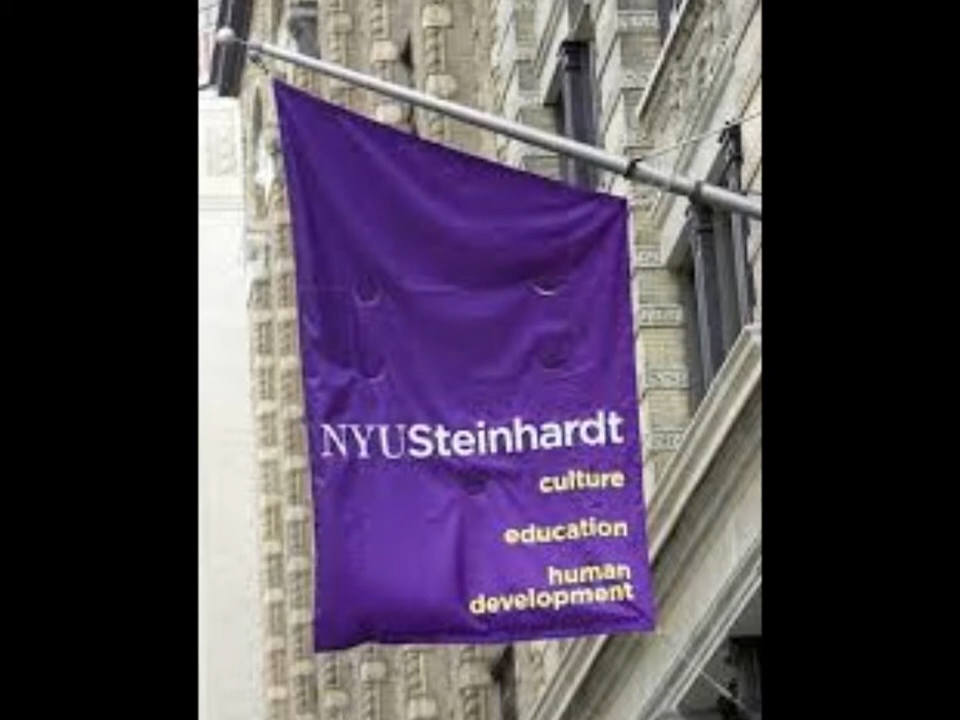 NYUSteinhardt
culture
education
human
development